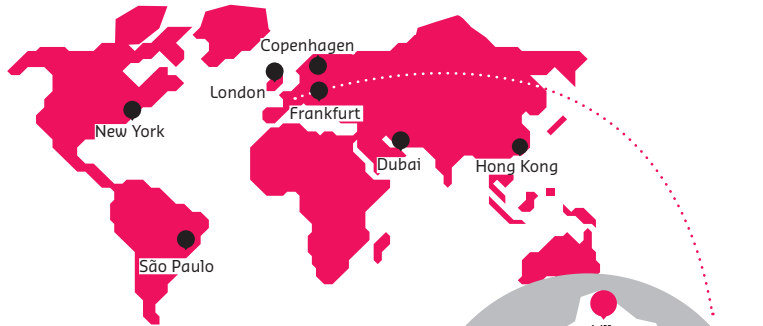 Copenhagen
London
Frankfurt
New York
Dubai
Hong Kong
São Paulo